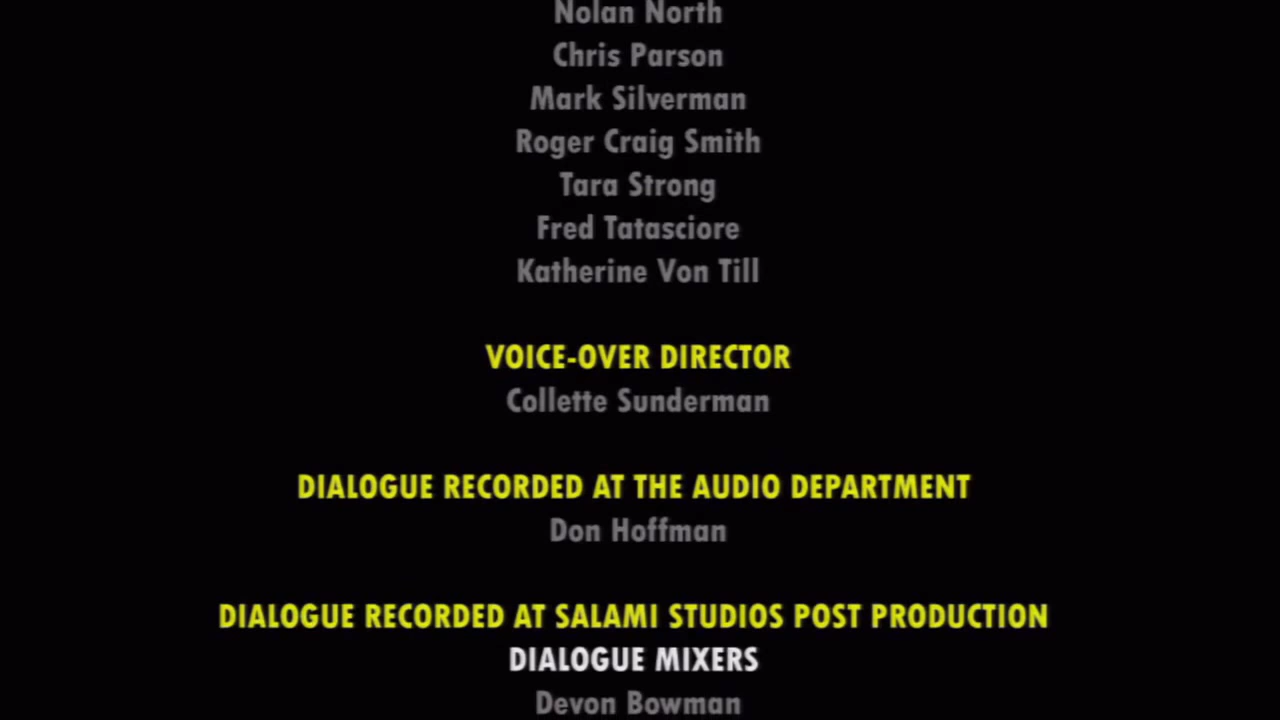 Nolan North
Chris Parson
Mark Silverman
Roger Craig Smith
Tara Strong
Fred Tatasciore
Katherine Von Till
VOICE-OVER DIRECTOR
Collette Sunderman
DIALOGUE RECORDED AT THE AUDIO DEPARTMENT
Don Hoffman
DIALOGUE RECORDED AT SALAMI STUDIOS POST PRODUCTION
DIALOGUE MIXERS
Devon Bowman